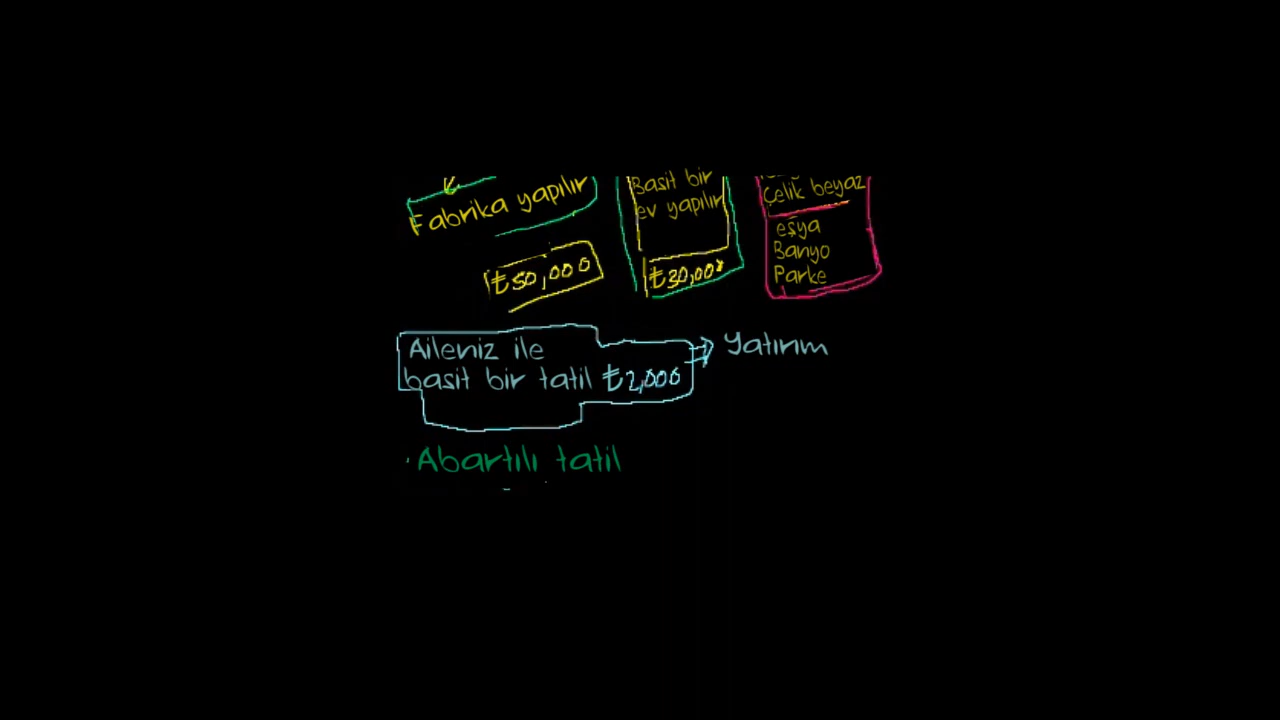 Fabrika yapılır
₺50,000
Basit bir
ev yapılır
₺30,00
Çelik beyaz
eşya
Banyo
Parke
Aileniz ile
basit bir tatil ₺2,000
Yatırım
Abartılı tatil